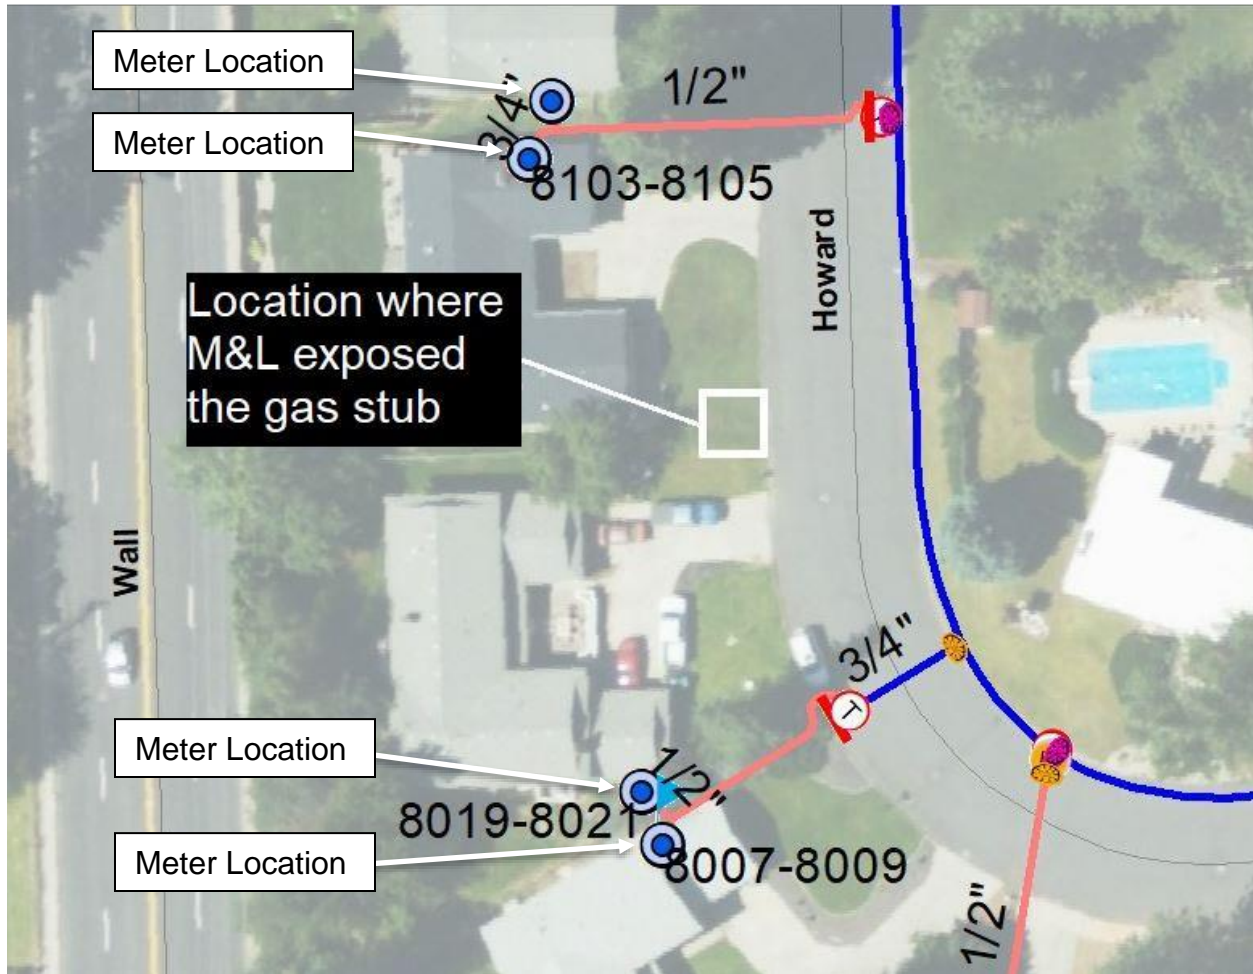 Meter Location
3/4"
1/2"
Meter Location
8103-8105
Howard
Location where
M&L exposed
the gas stub
Wall
3/4"
T
Meter Location
1/2"
8019-8021
Meter Location
8007-8009
1/2"